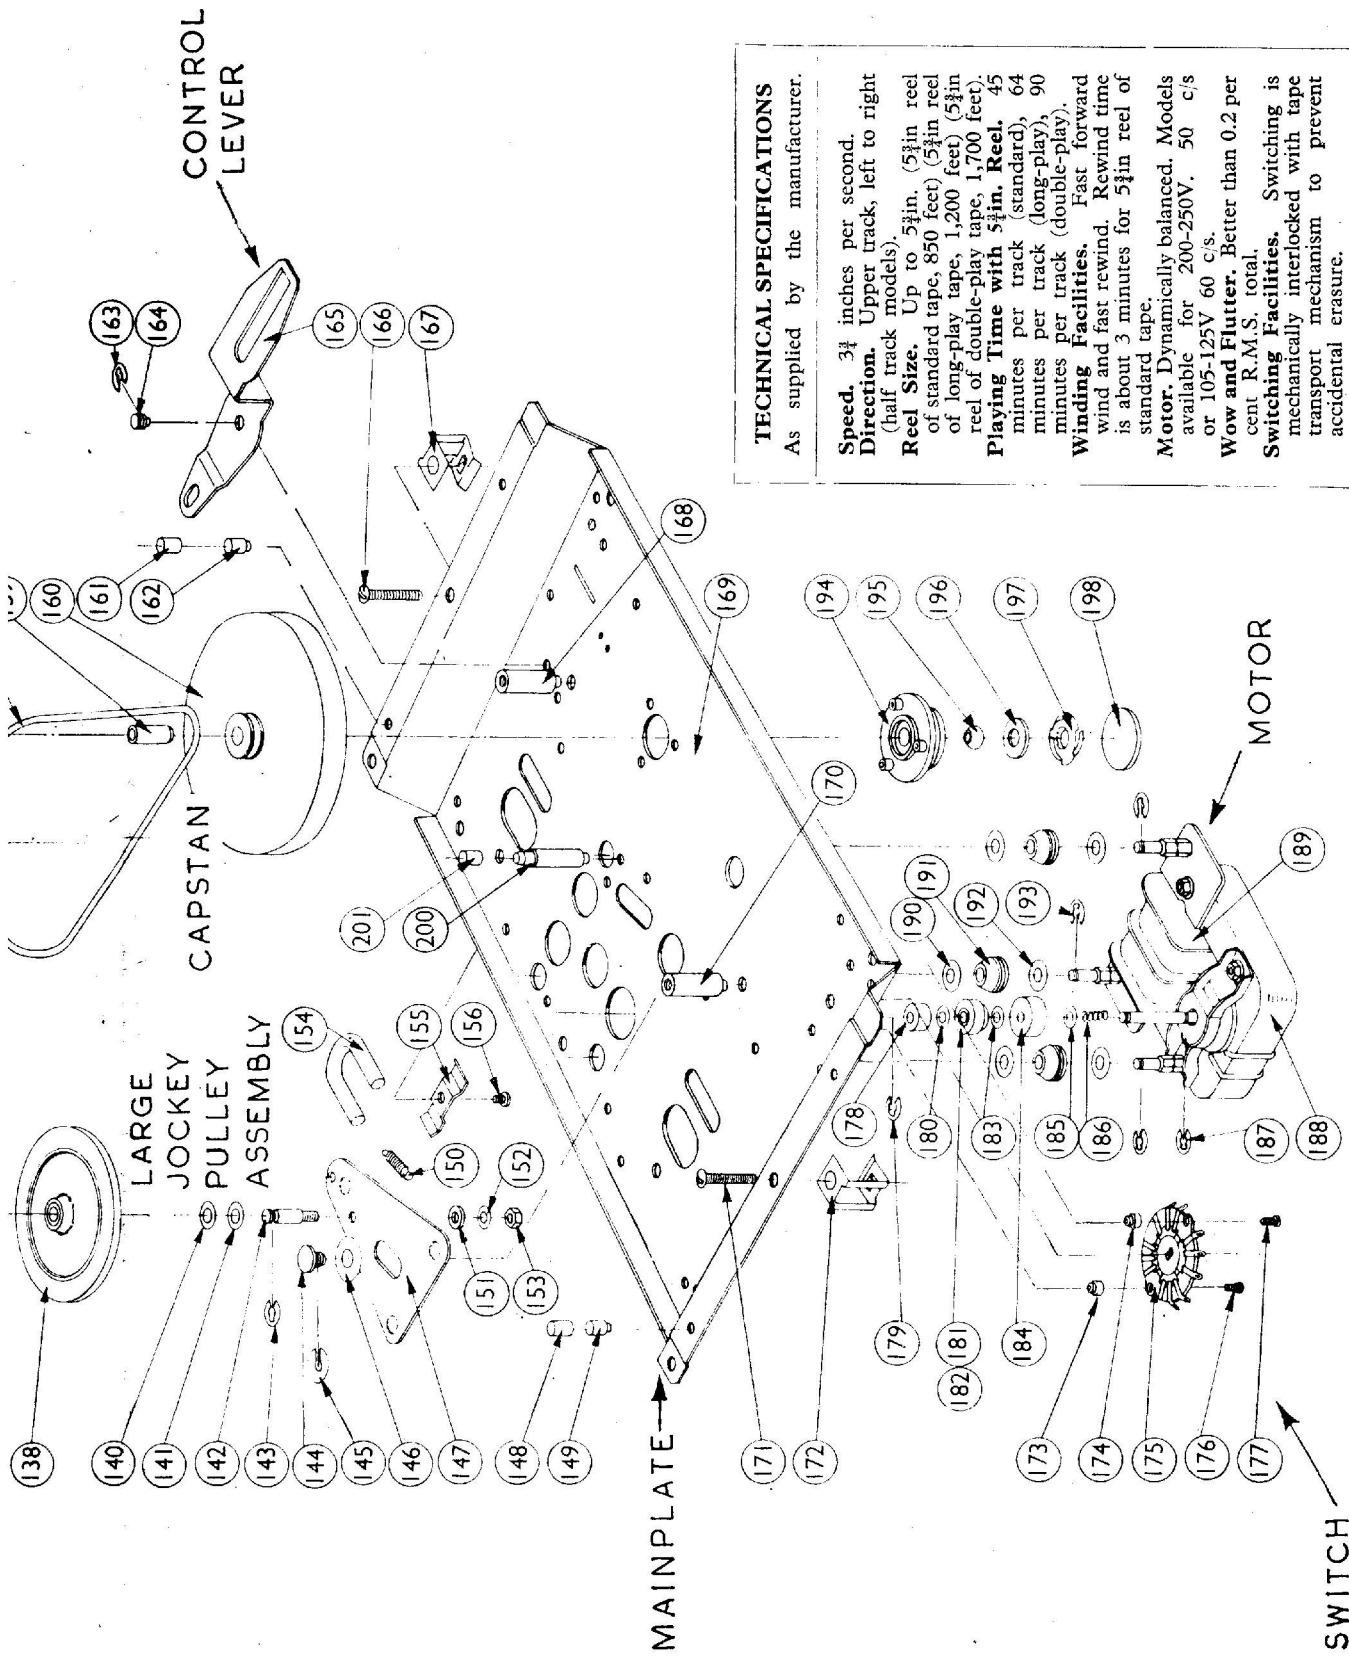 CONTROL
LEVER
163
164
165
166
167
160
161
162
CAPSTAN
168
169
170
201
200
LARGE
JOCKEY
PULLEY
ASSEMBLY
154
155
156
150
152
151
153
138
140
141
142
143
144
145
146
147
148
149
MAINPLATE
171
172
194
195
196
197
198
MOTOR
189
190
191
192
193
178
180
183
185
186
187
188
179
182
181
184
173
174
175
176
177
SWITCH
TECHNICAL SPECIFICATIONS
As supplied by the manufacturer.
Speed. 3¾ inches per second.
Direction. Upper track, left to right
(half track models).
Reel Size. Up to 5¾in. (5¾in reel
of standard tape, 850 feet) (5¾in reel
of long-play tape, 1,200 feet) (5¾in
reel of double-play tape, 1,700 feet).
Playing Time with 5¾in. Reel. 45
minutes per track (standard), 64
minutes per track (long-play), 90
minutes per track (double-play).
Winding Facilities. Fast forward
wind and fast rewind. Rewind time
is about 3 minutes for 5¾in reel of
standard tape.
Motor. Dynamically balanced. Models
available for 200-250V. 50 c/s
or 105-125V 60 c/s.
Wow and Flutter. Better than 0.2 per
cent R.M.S. total.
Switching Facilities. Switching is
mechanically interlocked with tape
transport mechanism to prevent
accidental erasure.